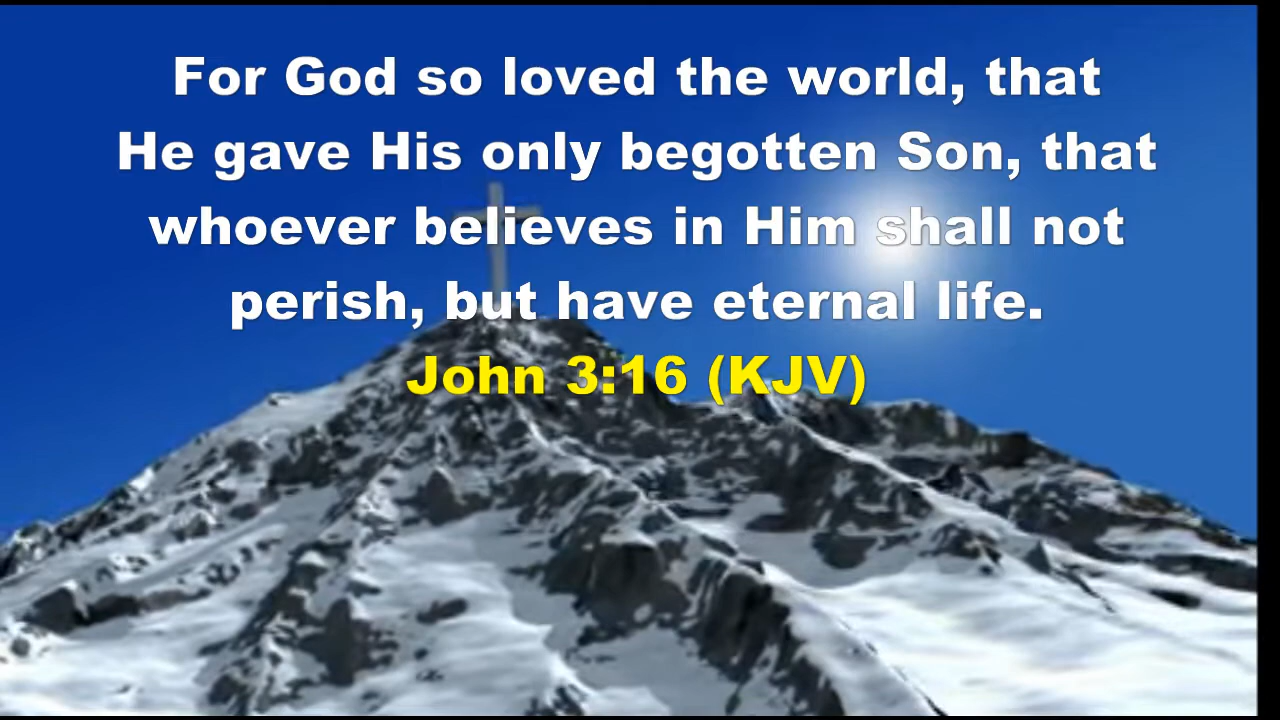 For God so loved the world, that
He gave His only begotten Son, that
whoever believes in Him shall not
perish, but have eternal life.
John 3:16 (KJV)